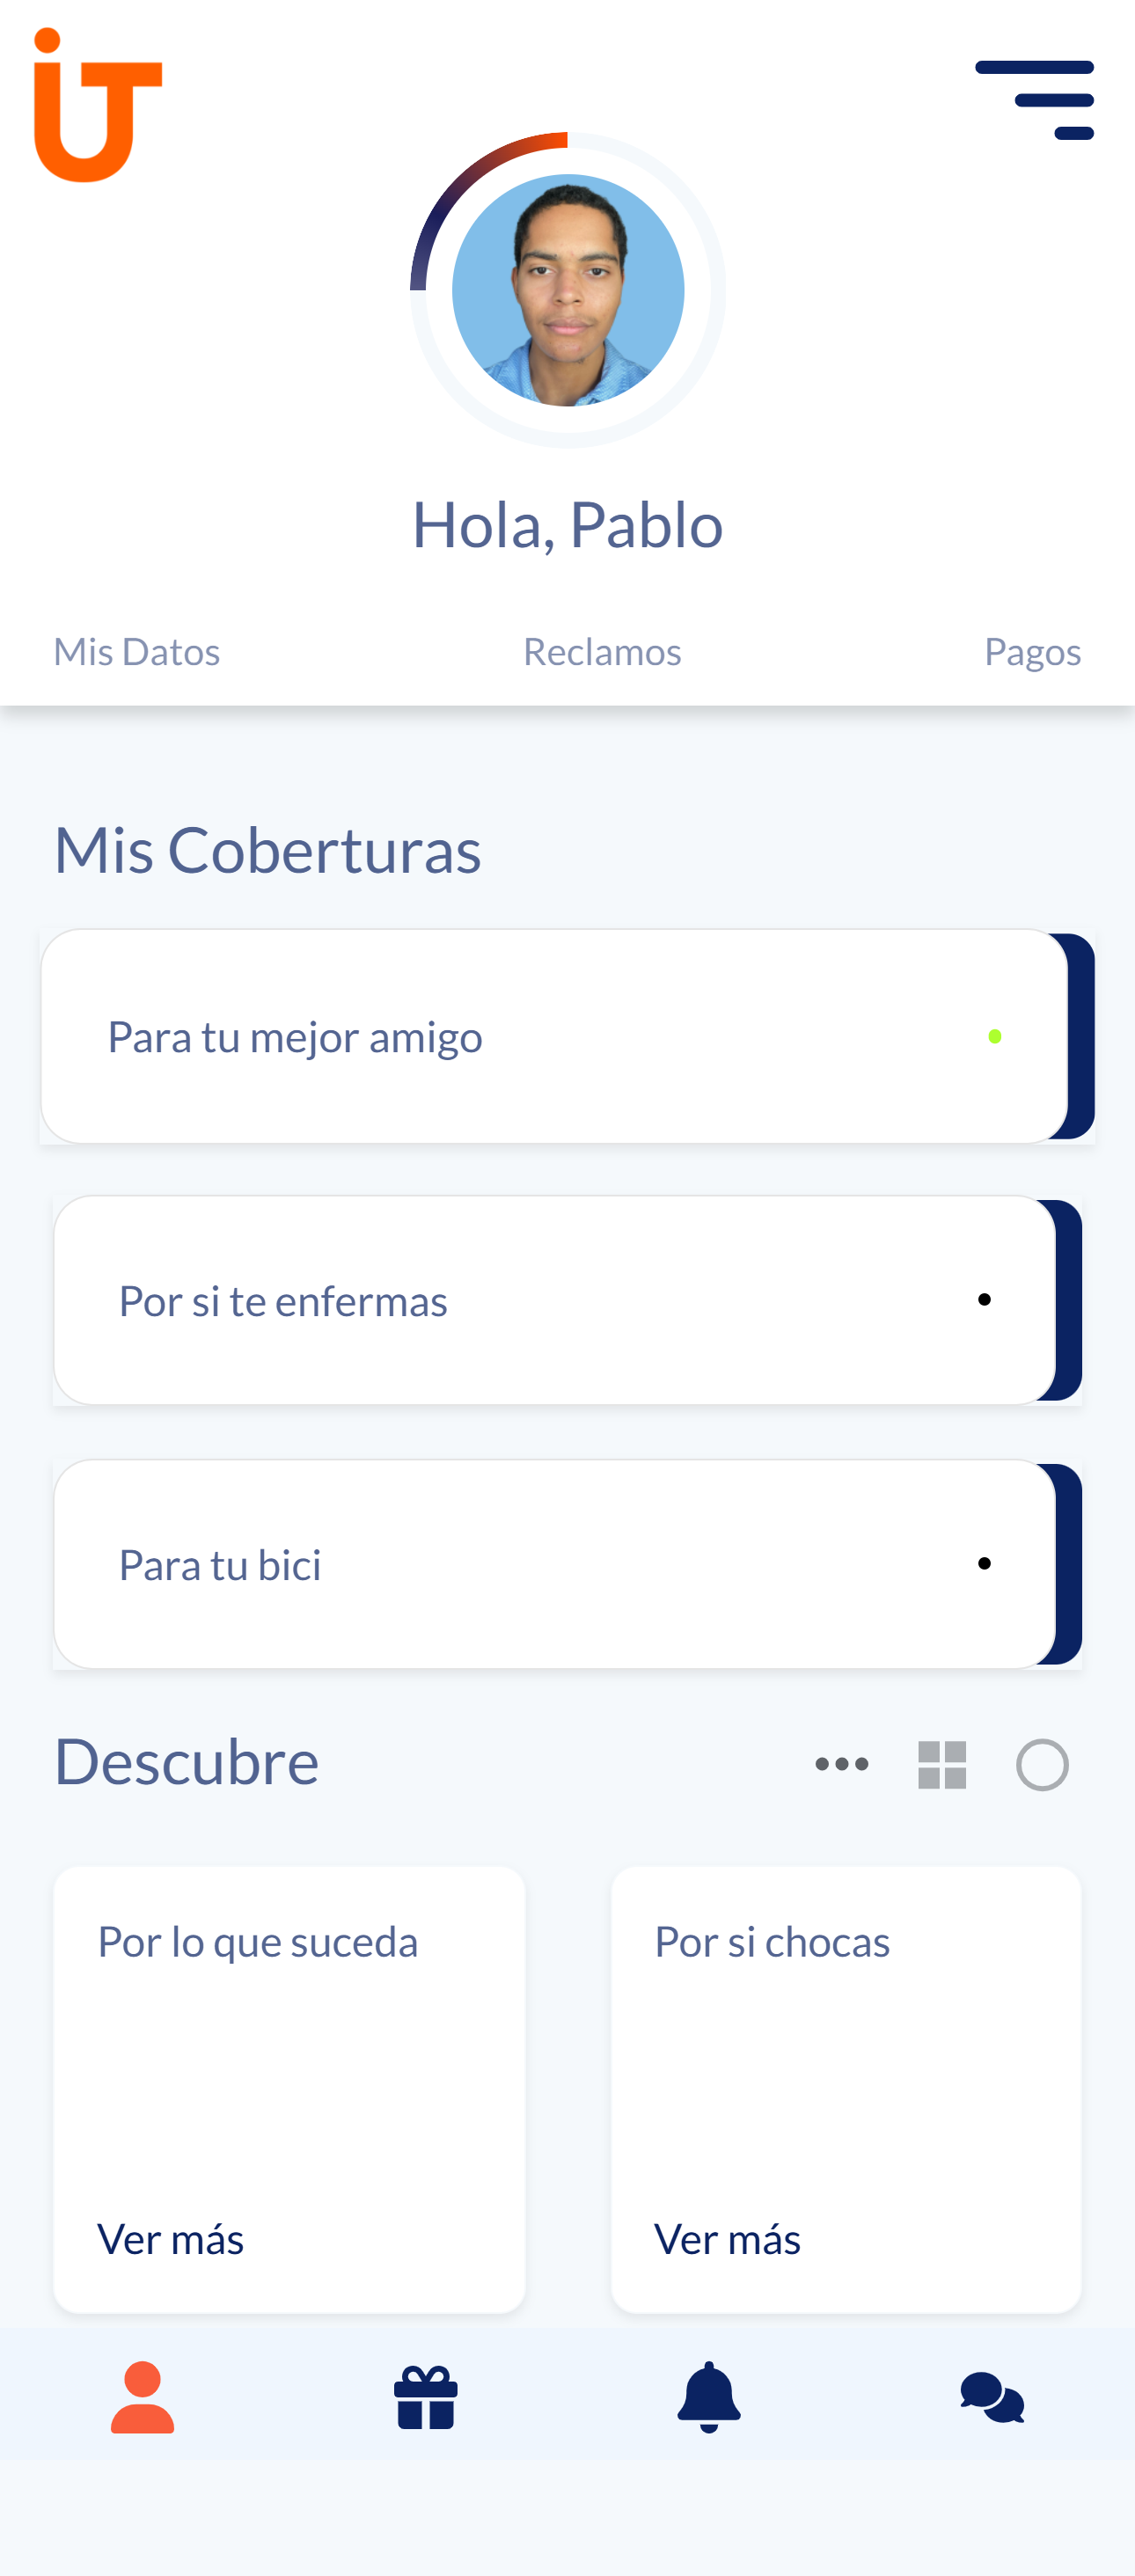 iT
Hola, Pablo
Mis Datos
Reclamos
Pagos
Mis Coberturas
Para tu mejor amigo
Por si te enfermas
Para tu bici
Descubre
Por lo que suceda
Por si chocas
Ver más
Ver más